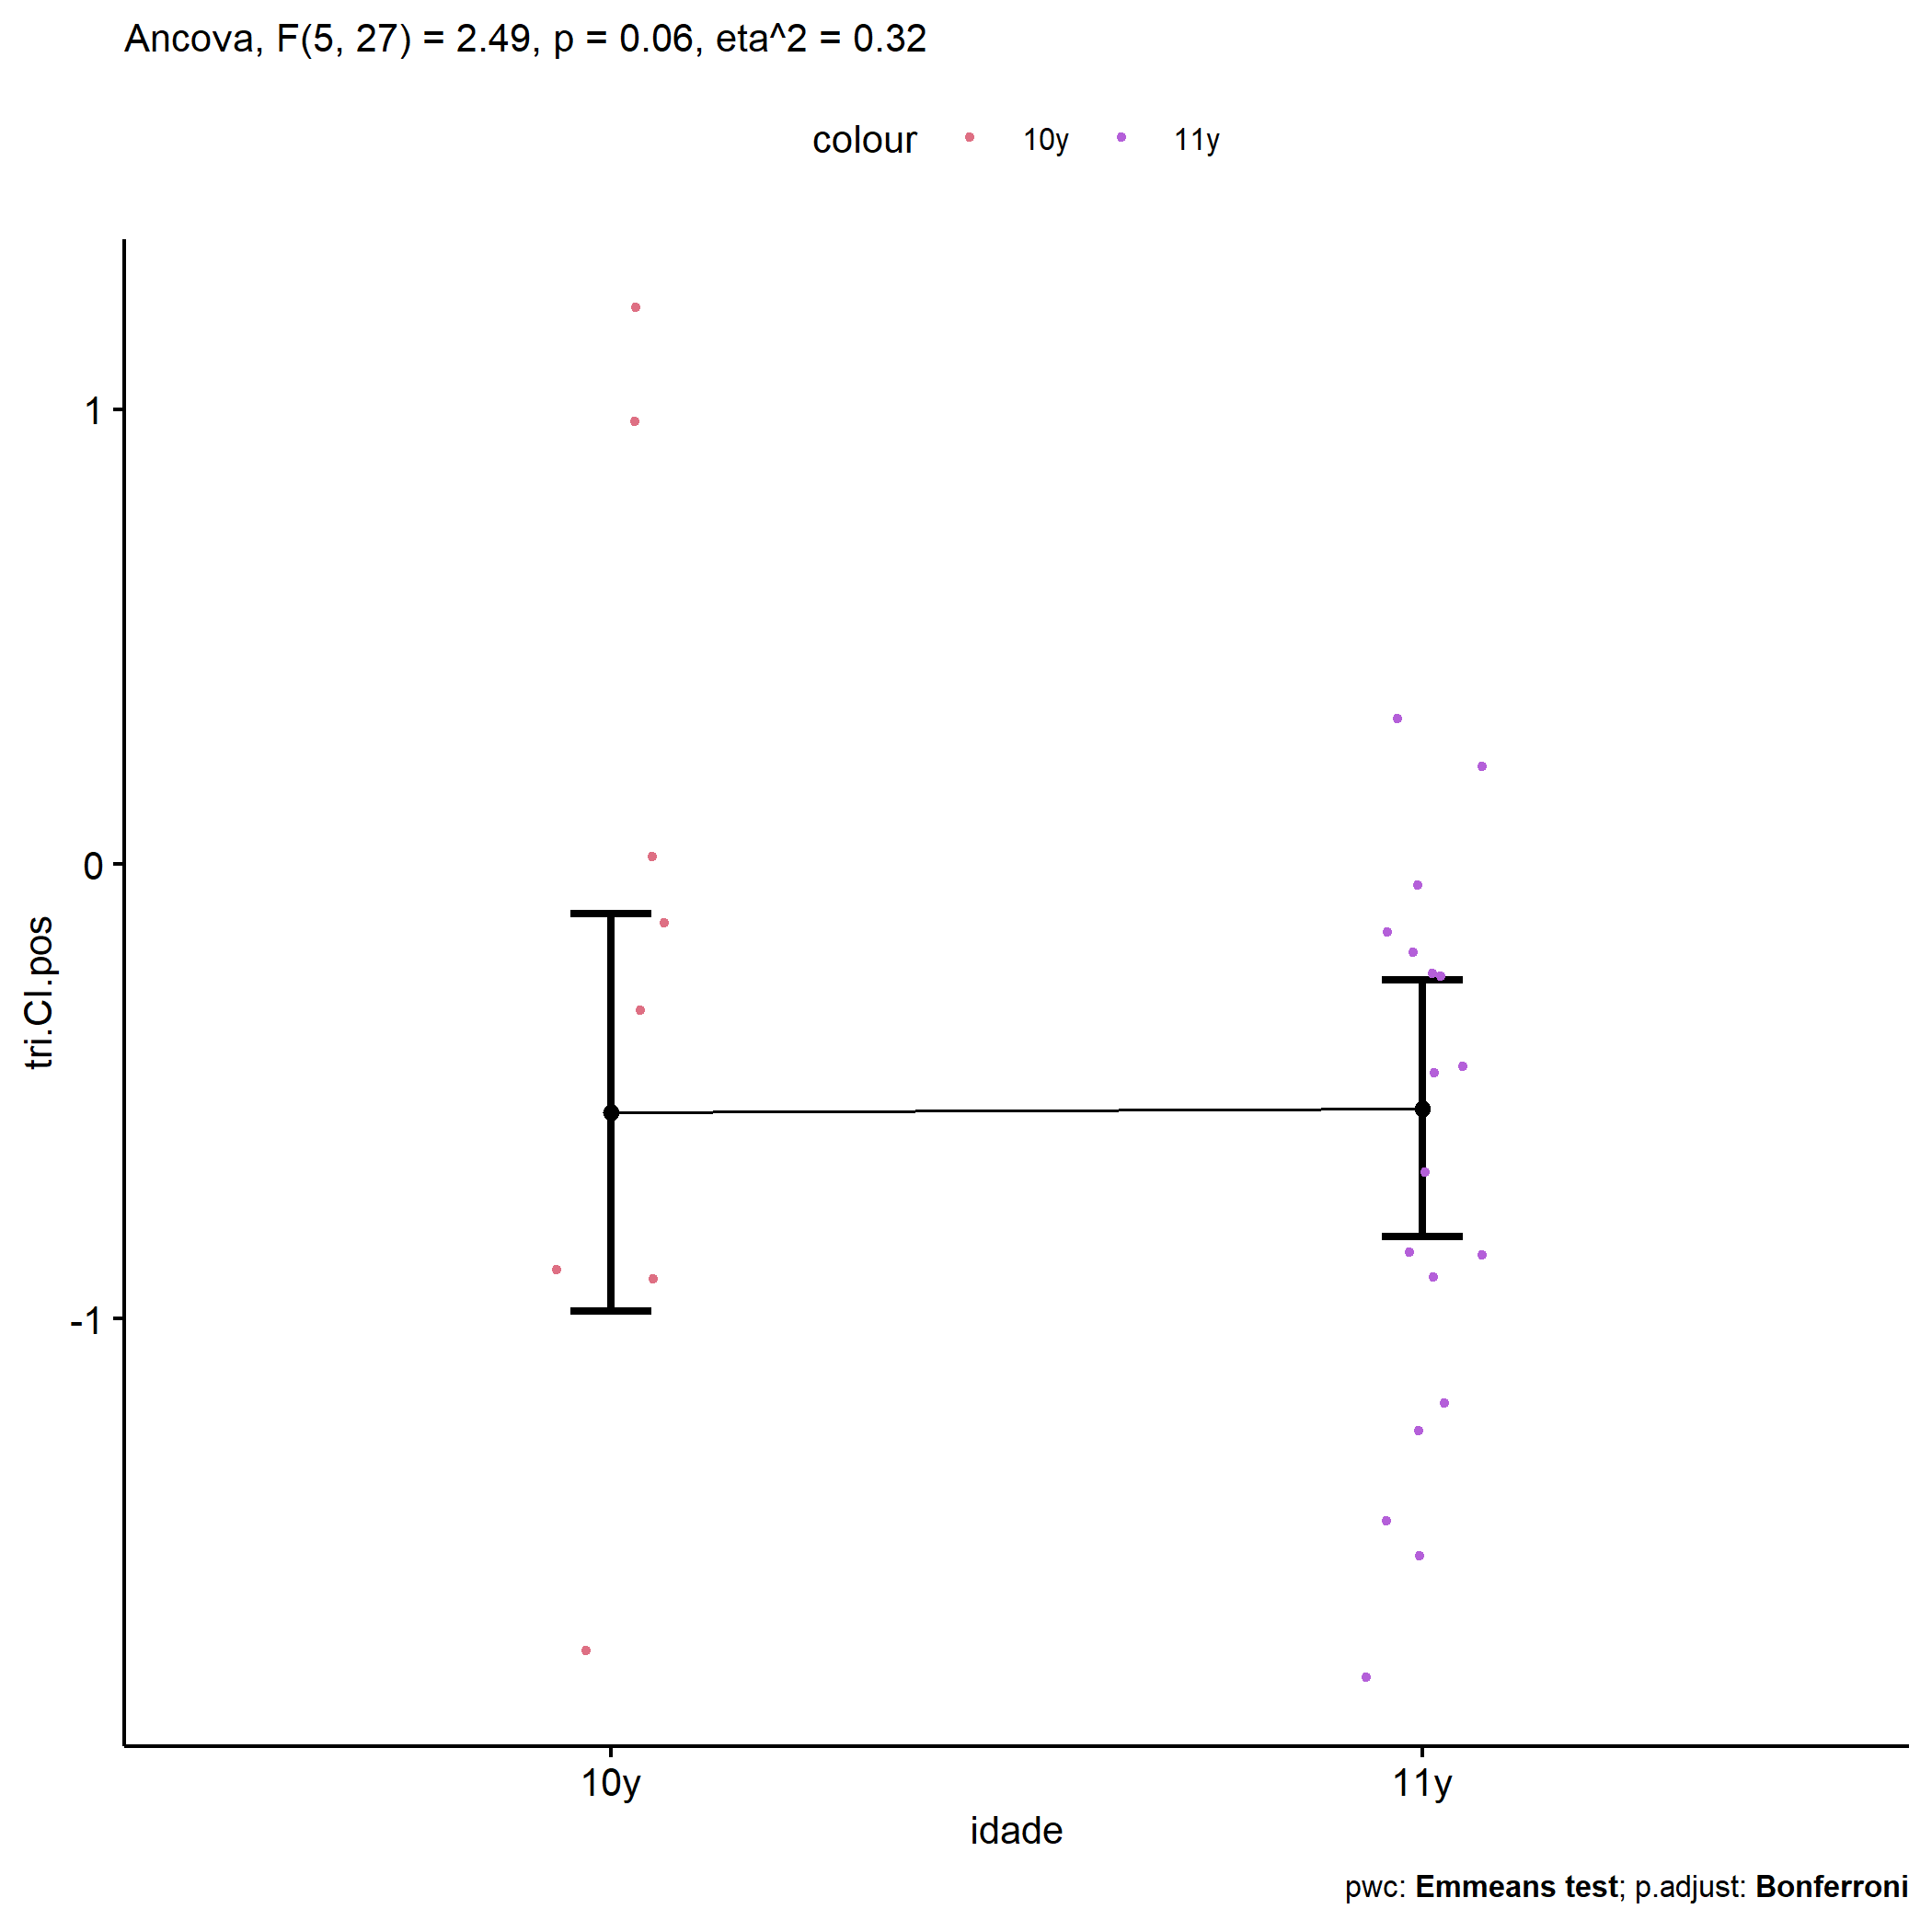 Ancova, F(5, 27) = 2.49, p = 0.06, eta^2 = 0.32
colour 10y 11y
1
0
-1
tri.CI.pos
10y 11y
idade
pwc: Emmeans test; p.adjust: Bonferroni